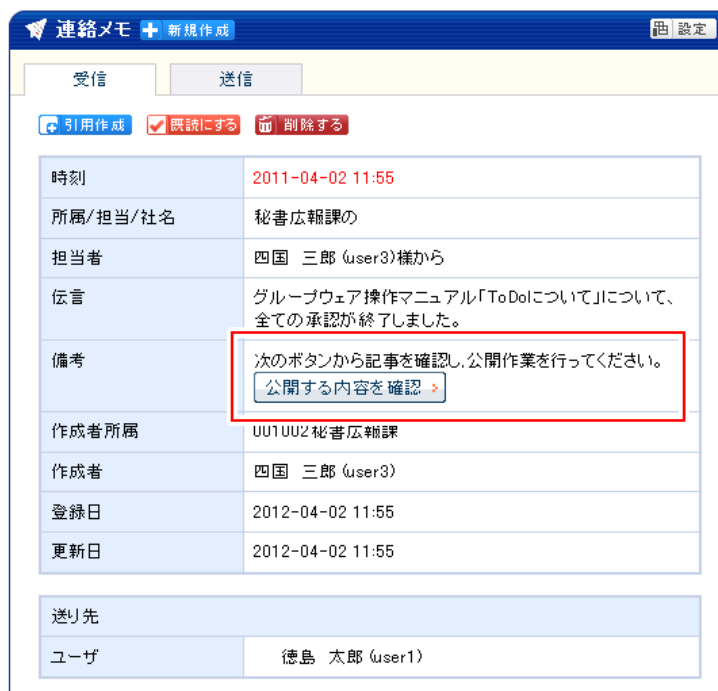 連絡メモ 新規作成 設定
受信 送信
引用作成 既読にする 削除する
時刻 2011-04-02 11:55
所属/担当/社名 秘書広報課の
担当者 四国 三郎 (user3)様から
伝言 グループウェア操作マニュアル「ToDoについて」について、
全ての承認が終了しました。
備考 次のボタンから記事を確認し、公開作業を行ってください。
公開する内容を確認
作成者所属 001002秘書広報課
作成者 四国 三郎 (user3)
登録日 2012-04-02 11:55
更新日 2012-04-02 11:55
送り先
ユーザ 徳島 太郎 (user1)